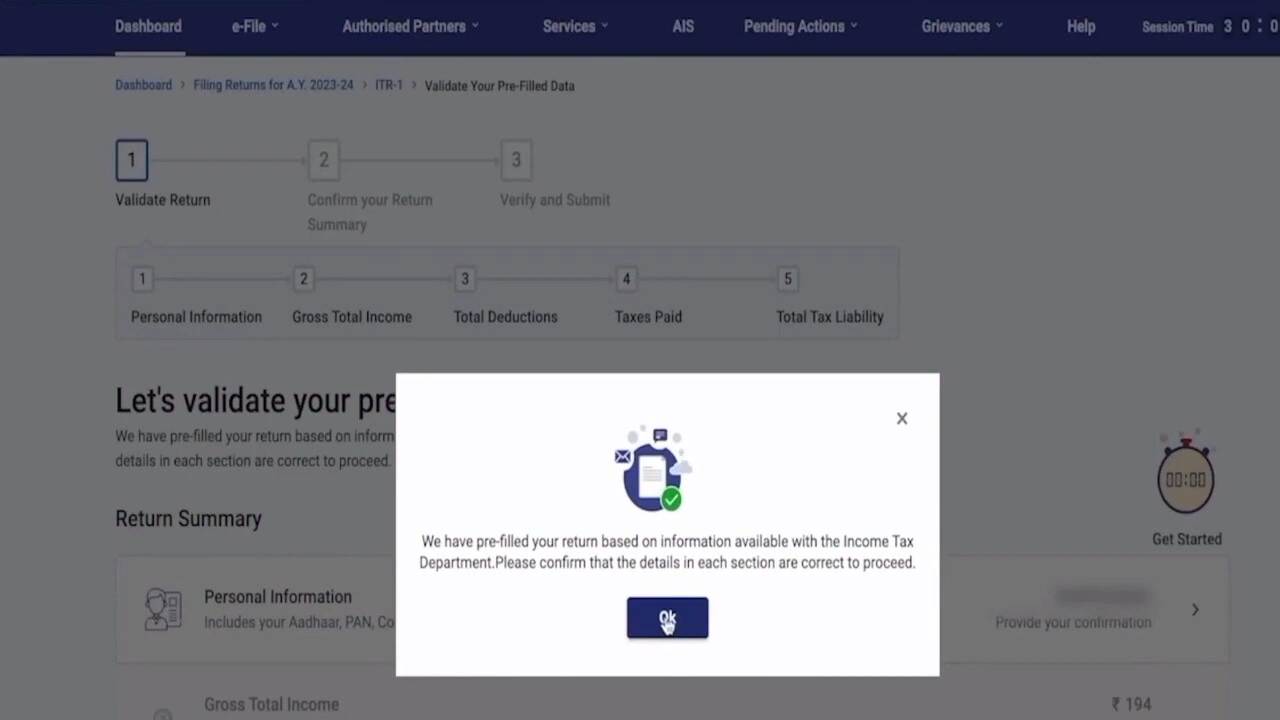 Dashboard e-File Authorised Partners Services AIS Pending Actions Grievances Help Session Time 3 0 : 0
Dashboard > Filing Returns for A.Y. 2023-24 > ITR-1 > Validate Your Pre-Filled Data
1 2 3
Validate Return Confirm your Return Verify and Submit
Summary
1 2 3 4 5
Personal Information Gross Total Income Total Deductions Taxes Paid Total Tax Liability
Let's validate your pre
We have pre-filled your return based on inform
details in each section are correct to proceed.
00:00
Get Started
Return Summary
We have pre-filled your return based on information available with the Income Tax
Department.Please confirm that the details in each section are correct to proceed.
Ok
Personal Information
Includes your Aadhaar, PAN, Co
Provide your confirmation
Gross Total Income ₹ 194